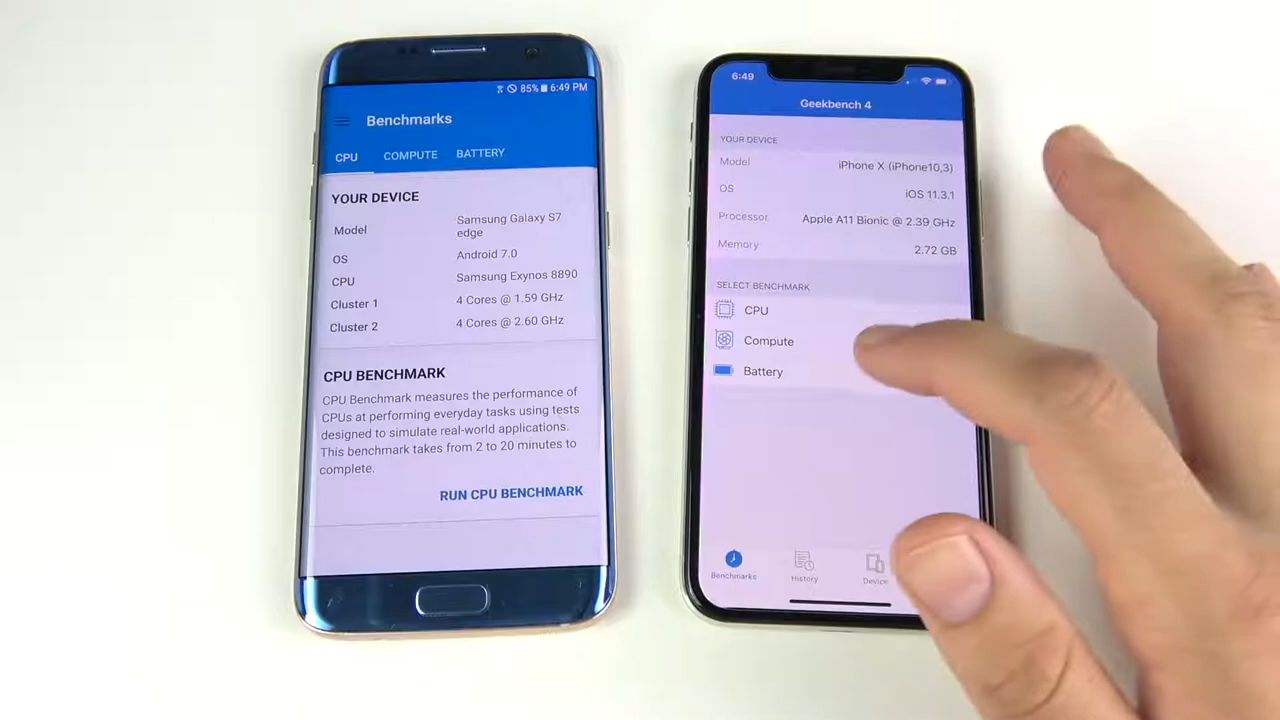 85% 6:49 PM
Benchmarks
CPU COMPUTE BATTERY
YOUR DEVICE
Model Samsung Galaxy S7
edge
OS Android 7.0
CPU Samsung Exynos 8890
Cluster 1 4 Cores @ 1.59 GHz
Cluster 2 4 Cores @ 2.60 GHz
CPU BENCHMARK
CPU Benchmark measures the performance of
CPUs at performing everyday tasks using tests
designed to simulate real-world applications.
This benchmark takes from 2 to 20 minutes to
complete.
RUN CPU BENCHMARK
6:49
Geekbench 4
YOUR DEVICE
Model iPhone X (iPhone10,3)
OS iOS 11.3.1
Processor Apple A11 Bionic @ 2.39 GHz
Memory 2.72 GB
SELECT BENCHMARK
CPU
Compute
Battery
Benchmarks History Device